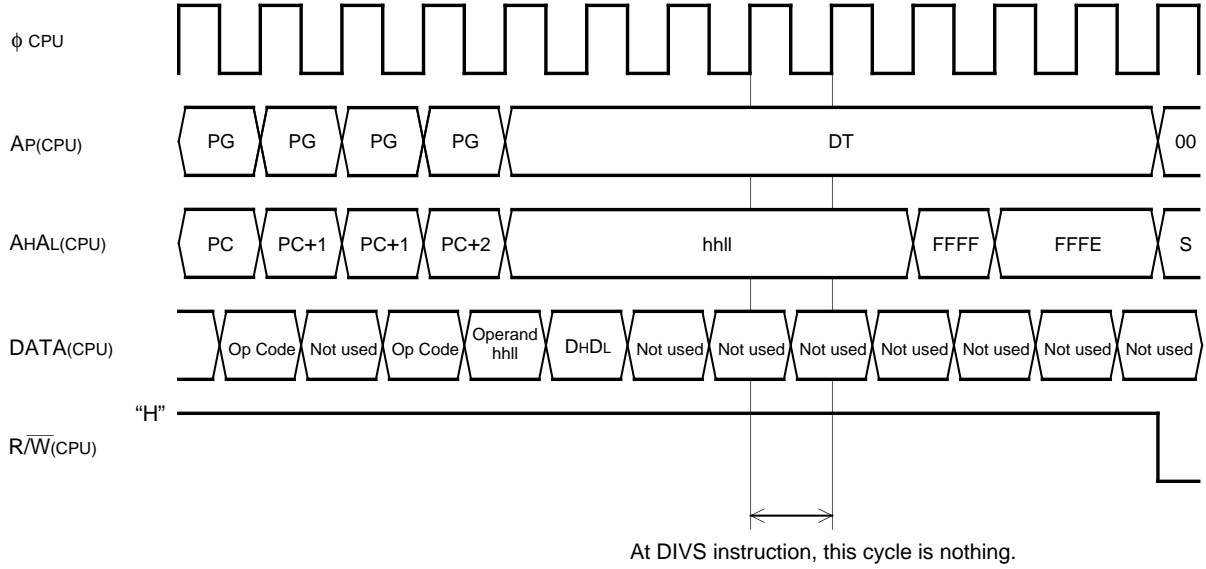 ϕ CPU
AP(CPU) PG PG PG PG DT 00
AHAL(CPU) PC PC+1 PC+1 PC+2 hhll FFFF FFFE S
DATA(CPU) Op Code Not used Op Code Operand hhll DHDL Not used Not used Not used Not used Not used Not used Not used
“H”
R/W̅(CPU)
At DIVS instruction, this cycle is nothing.